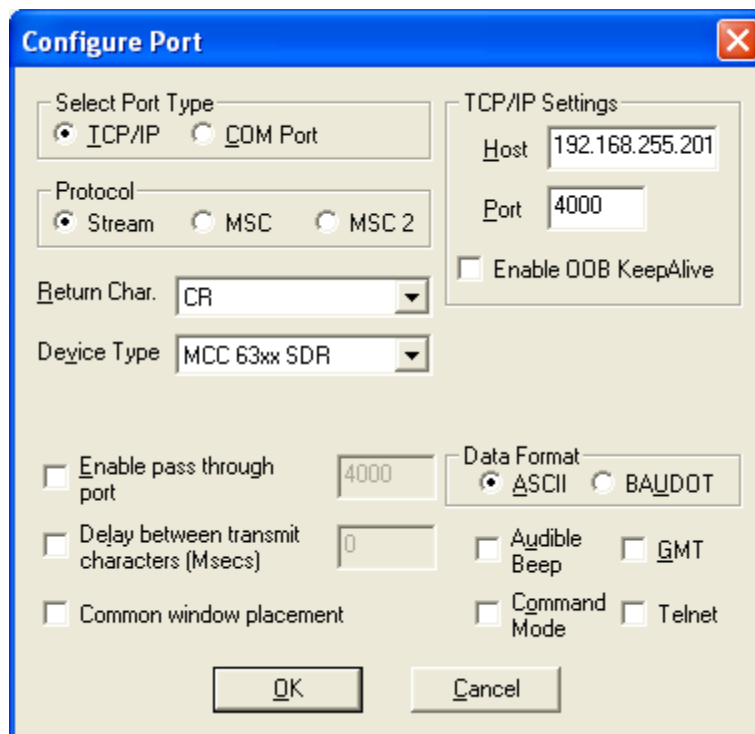 Configure Port
Select Port Type
TCP/IP
COM Port
TCP/IP Settings
Host
192.168.255.201
Port
4000
Enable OOB KeepAlive
Protocol
Stream
MSC
MSC 2
Return Char.
CR
Device Type
MCC 63xx SDR
Enable pass through
port
4000
Data Format
ASCII
BAUDOT
Delay between transmit
characters (Msecs)
0
Audible
Beep
GMT
Common window placement
Command
Mode
Telnet
OK
Cancel